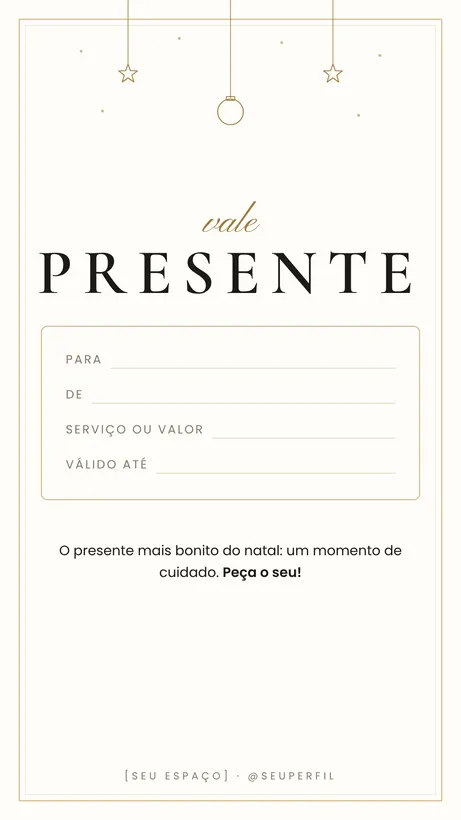 vale
PRESENTE
PARA
DE
SERVIÇO OU VALOR
VÁLIDO ATÉ
O presente mais bonito do natal: um momento de
cuidado. Peça o seu!
[SEU ESPAÇO] · @SEUPERFIL